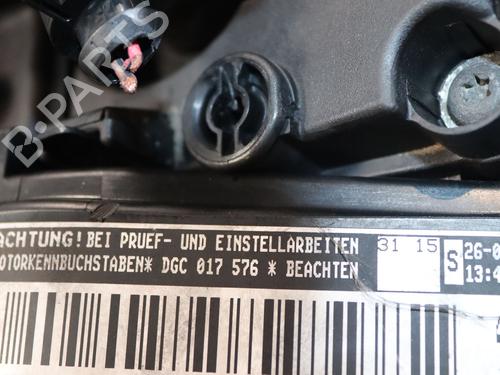 B-PARTS
ACHTUNG! BEI PRUEF- UND EINSTELLARBEITEN 31 15 S 26-0
OTORKENNBUCHSTABEN* DGC 017 576 * BEACHTEN 13:4